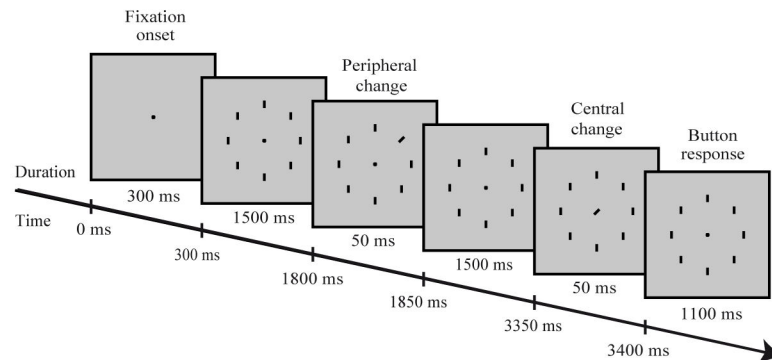 Fixation
onset
Peripheral
change
Central
change
Button
response
Duration
300 ms
1500 ms
50 ms
1500 ms
50 ms
1100 ms
Time
0 ms
300 ms
1800 ms
1850 ms
3350 ms
3400 ms